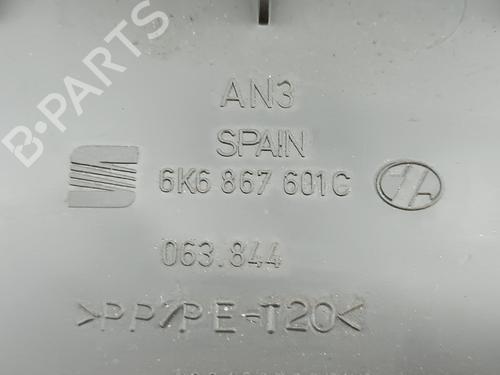 B-PARTS
AN3
SPAIN
6K6 867 601C
063.844
>PP/PE-T20<